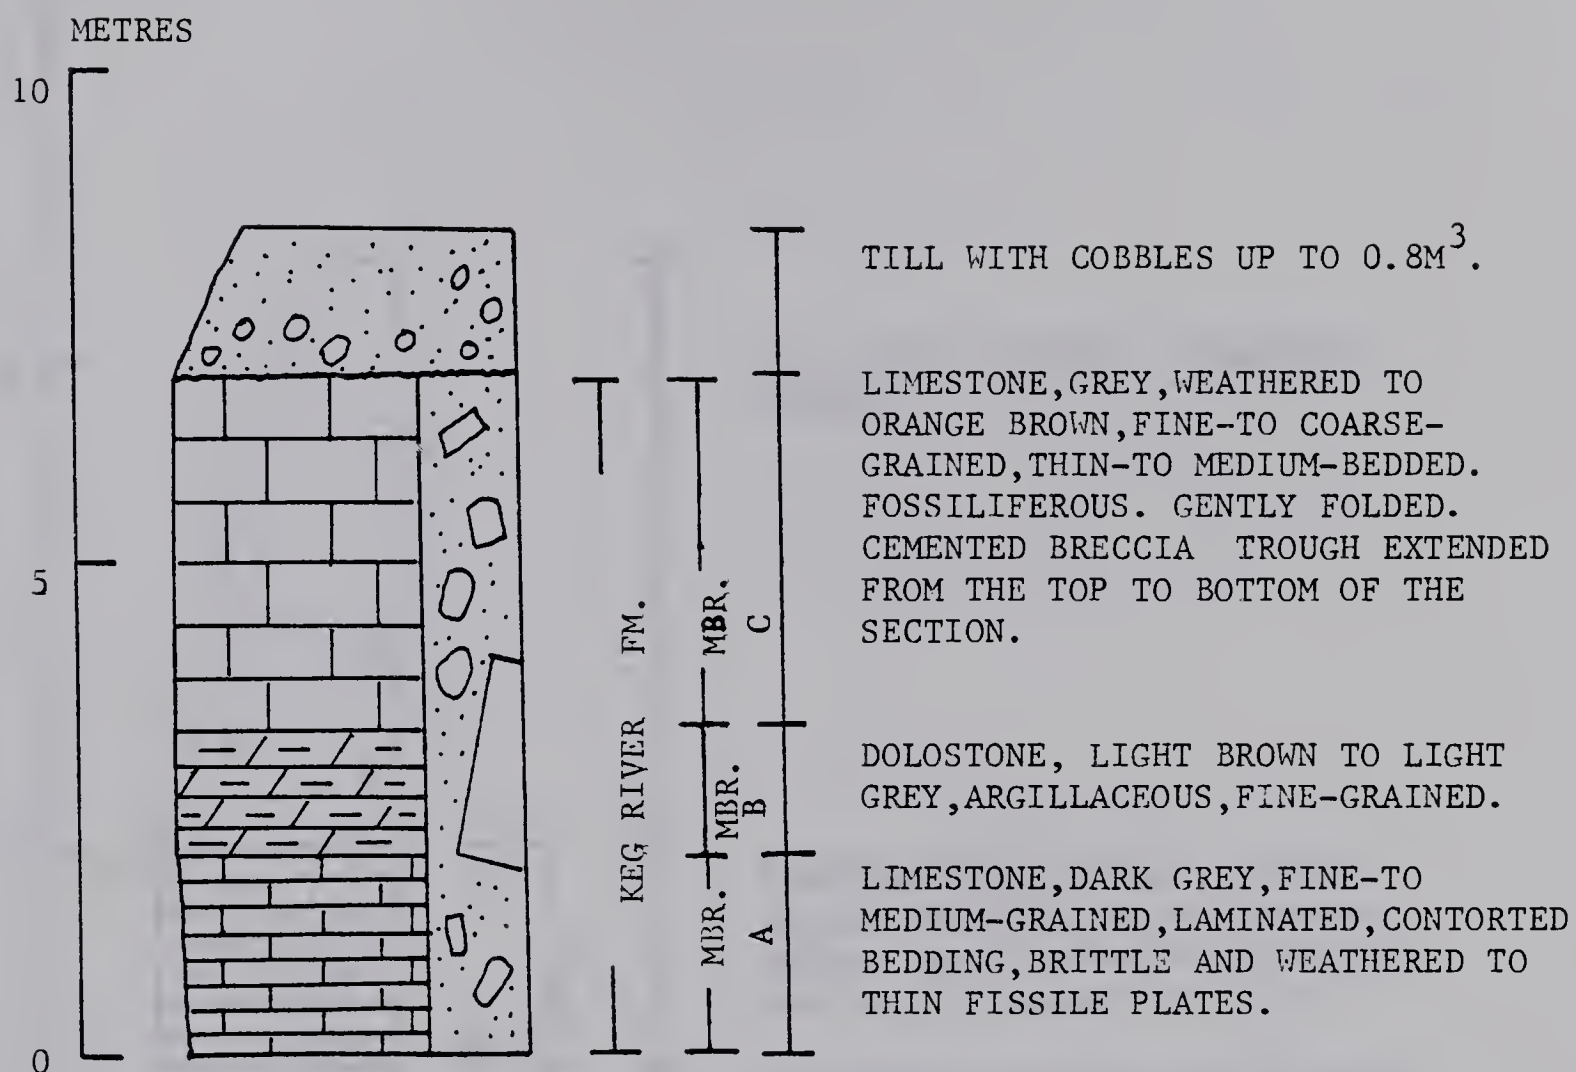 METRES
10
5
0
KEG RIVER FM.
MBR. C
MBR. B
MBR. A
TILL WITH COBBLES UP TO 0.8M³.
LIMESTONE,GREY,WEATHERED TO
ORANGE BROWN,FINE-TO COARSE-
GRAINED,THIN-TO MEDIUM-BEDDED.
FOSSILIFEROUS. GENTLY FOLDED.
CEMENTED BRECCIA TROUGH EXTENDED
FROM THE TOP TO BOTTOM OF THE
SECTION.
DOLOSTONE, LIGHT BROWN TO LIGHT
GREY,ARGILLACEOUS,FINE-GRAINED.
LIMESTONE,DARK GREY,FINE-TO
MEDIUM-GRAINED,LAMINATED,CONTORTED
BEDDING,BRITTLE AND WEATHERED TO
THIN FISSILE PLATES.